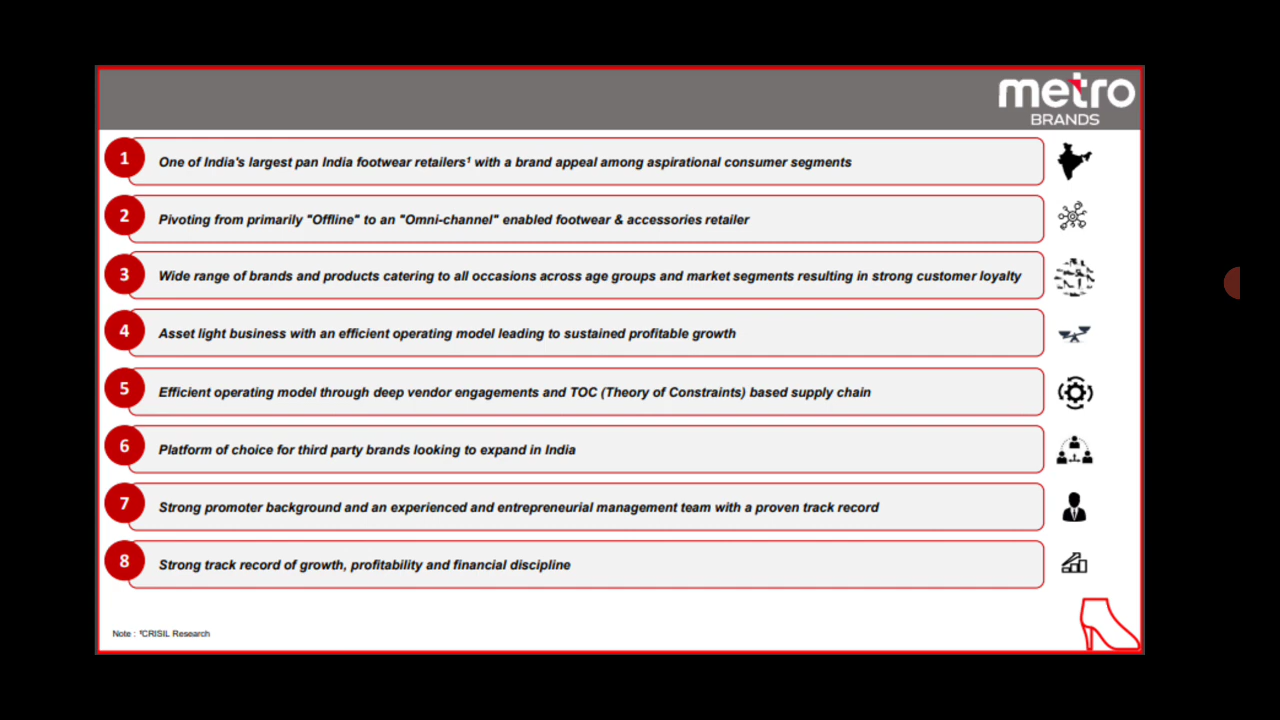 metro
BRANDS
1
One of India's largest pan India footwear retailers¹ with a brand appeal among aspirational consumer segments
2
Pivoting from primarily "Offline" to an "Omni-channel" enabled footwear & accessories retailer
3
Wide range of brands and products catering to all occasions across age groups and market segments resulting in strong customer loyalty
4
Asset light business with an efficient operating model leading to sustained profitable growth
5
Efficient operating model through deep vendor engagements and TOC (Theory of Constraints) based supply chain
6
Platform of choice for third party brands looking to expand in India
7
Strong promoter background and an experienced and entrepreneurial management team with a proven track record
8
Strong track record of growth, profitability and financial discipline
Note : ¹CRISIL Research